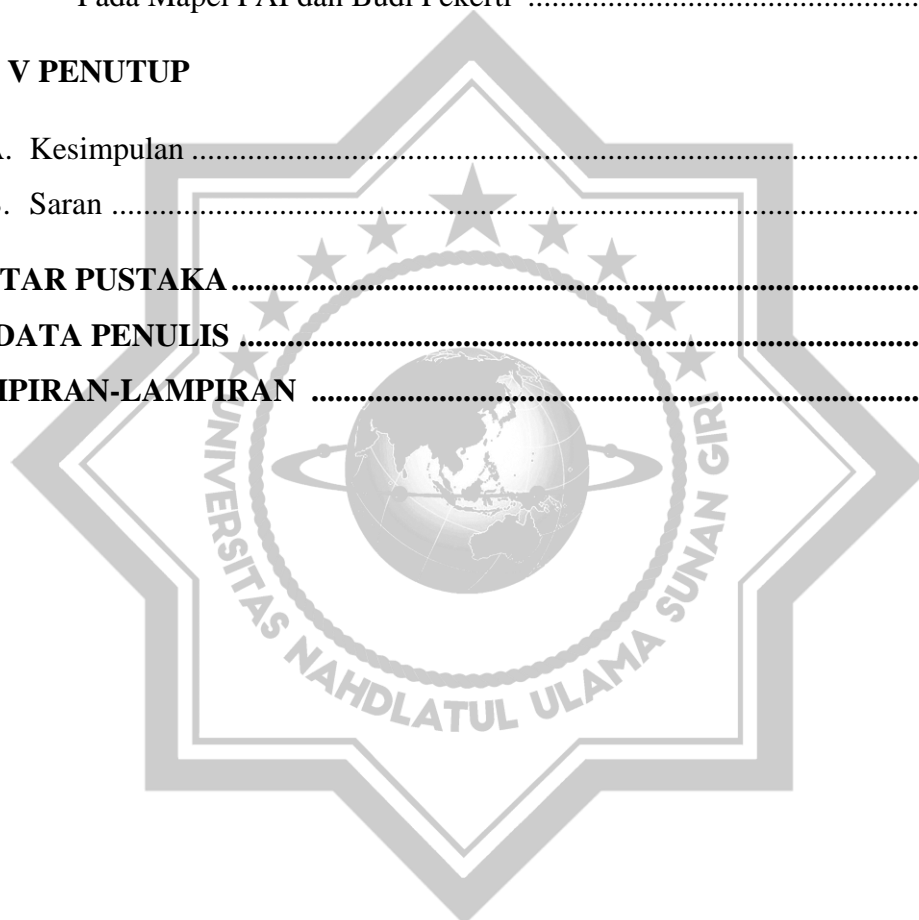 Pada Mapel PAI dan Budi Pekerti ............................................
V PENUTUP
A. Kesimpulan ............................................................................................
. Saran ......................................................................................................
TAR PUSTAKA .......................................................................................
DATA PENULIS .....................................................................................
MPIRAN-LAMPIRAN ............................................................................
UNIVERSITAS NAHDLATUL ULAMA SUNAN GIRI